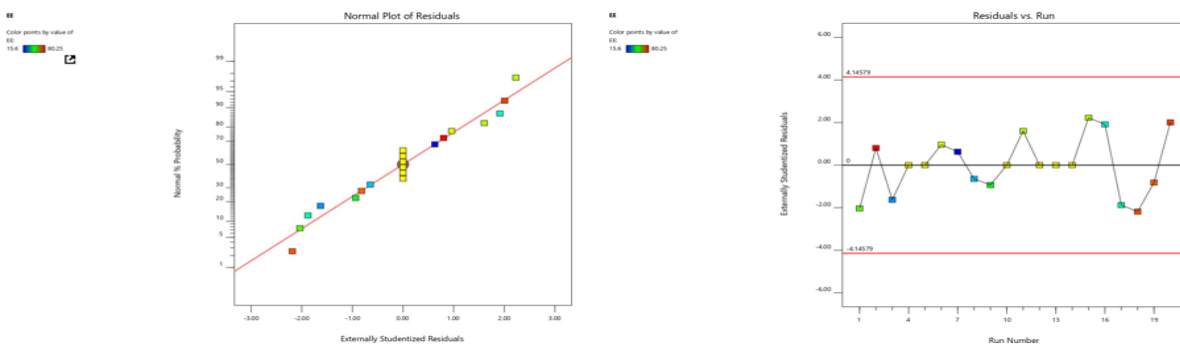 EE
Color points by value of
EE:
15.6 80.25
Normal Plot of Residuals
Normal % Probability
99
95
90
80
70
50
30
20
10
5
1
-3.00 -2.00 -1.00 0.00 1.00 2.00 3.00
Externally Studentized Residuals
EE
Color points by value of
EE:
15.6 80.25
Residuals vs. Run
Externally Studentized Residuals
6.00
4.00
2.00
0.00
-2.00
-4.00
-6.00
4.14579
0
-4.14579
1 4 7 10 13 16 19
Run Number